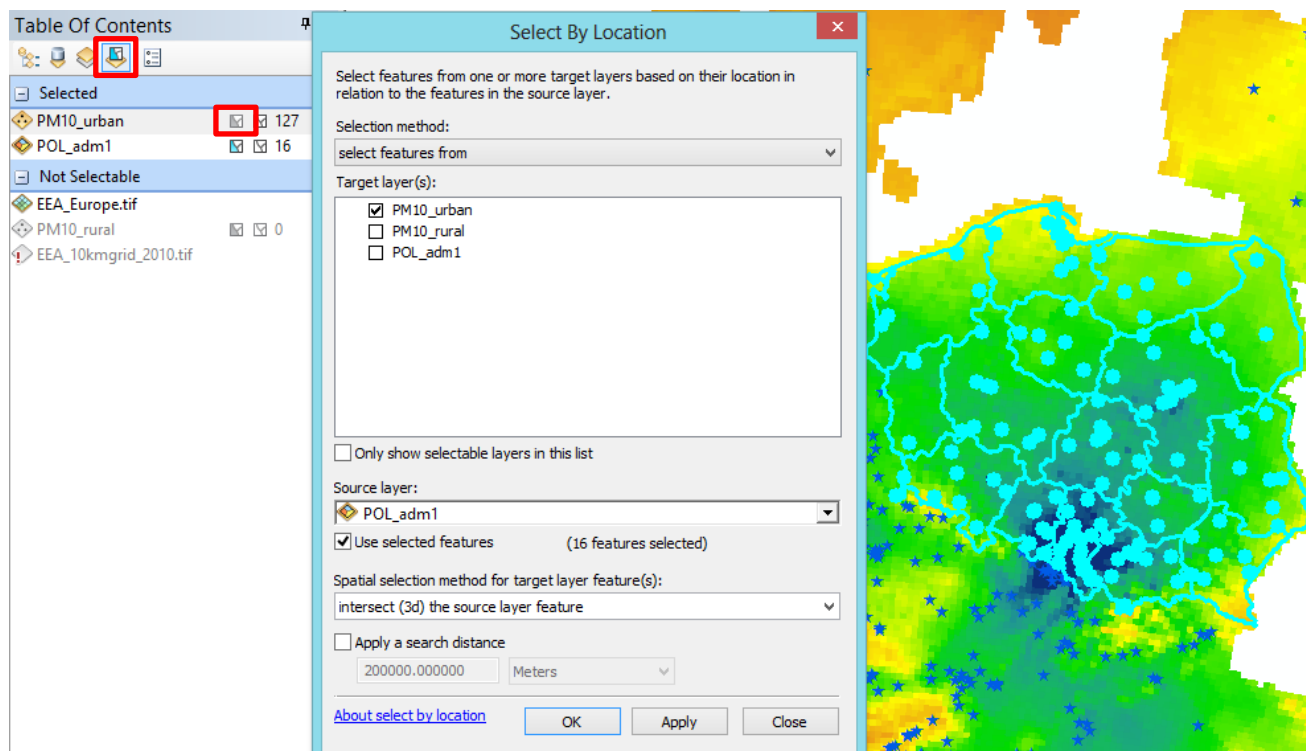 Table Of Contents
Selected
PM10_urban 127
POL_adm1 16
Not Selectable
EEA_Europe.tif
PM10_rural 0
EEA_10kmgrid_2010.tif
Select By Location
Select features from one or more target layers based on their location in
relation to the features in the source layer.
Selection method:
select features from
Target layer(s):
PM10_urban
PM10_rural
POL_adm1
Only show selectable layers in this list
Source layer:
POL_adm1
Use selected features (16 features selected)
Spatial selection method for target layer feature(s):
intersect (3d) the source layer feature
Apply a search distance
200000.000000 Meters
About select by location OK Apply Close